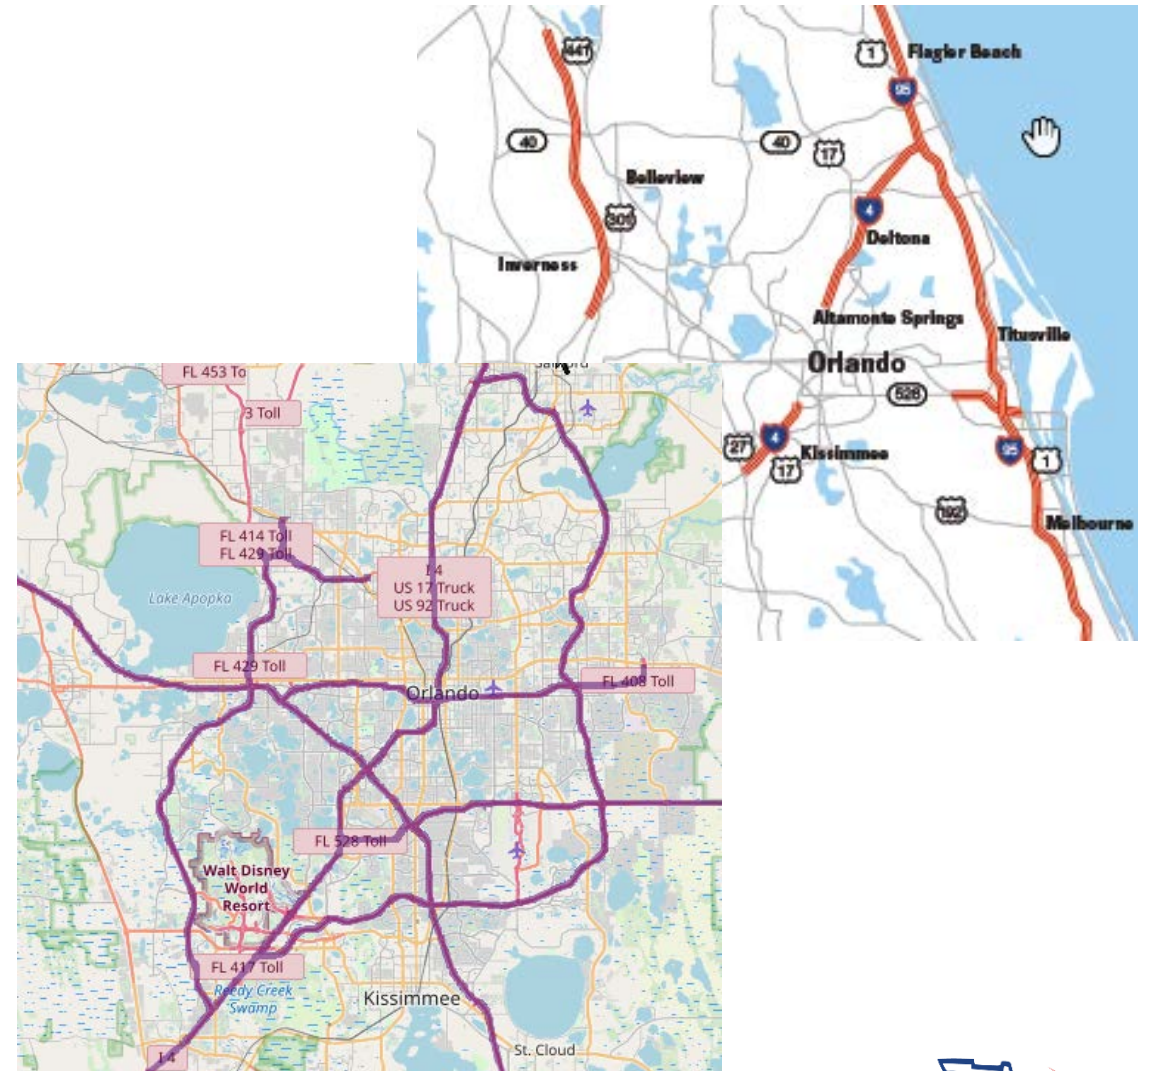 441
1
Flagler Beach
95
40
40
17
Belleview
301
4
Deltona
Inverness
Altamonte Springs
Titusville
Orlando
528
27
4
17
Kissimmee
95
1
192
Melbourne
FL 453 To
3 Toll
FL 414 Toll
FL 429 Toll
I 4
US 17 Truck
US 92 Truck
Lake Apopka
FL 429 Toll
Orlando
FL 408 Toll
FL 528 Toll
Walt Disney
World
Resort
FL 417 Toll
Reedy Creek
Swamp
Kissimmee
St. Cloud
I 4